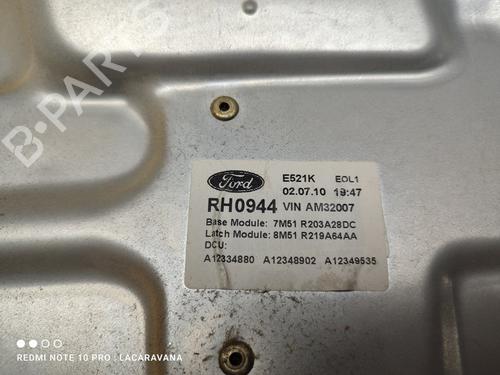 B-PARTS
Ford
E521K EOL1
02.07.10 19:47
RH0944 VIN AM32007
Base Module: 7M51 R203A28DC
Latch Module: 8M51 R219A64AA
DCU:
A12334880 A12348902 A12349535
REDMI NOTE 10 PRO | LACARAVANA